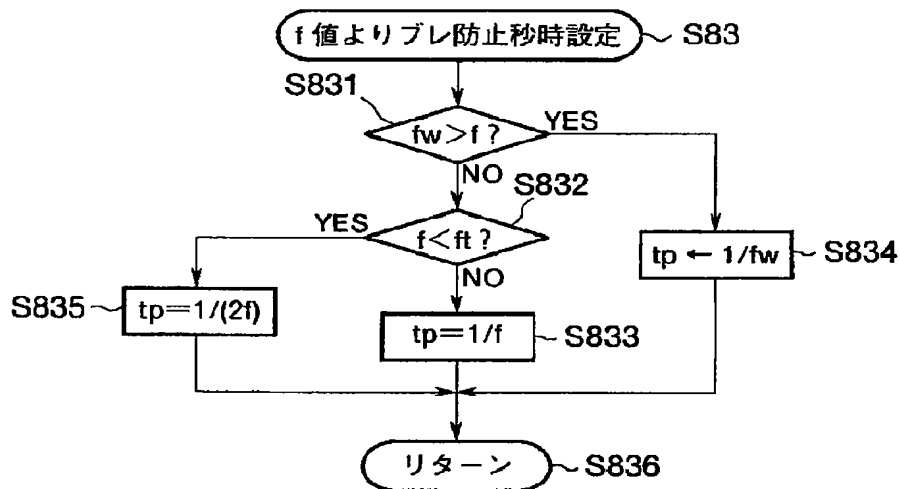 f 値よりブレ防止秒時設定
S83
S831
fw＞f ?
YES
NO
S832
YES
f＜ft ?
NO
tp ← 1/fw
S834
S835
tp＝1/(2f)
tp＝1/f
S833
リターン
S836